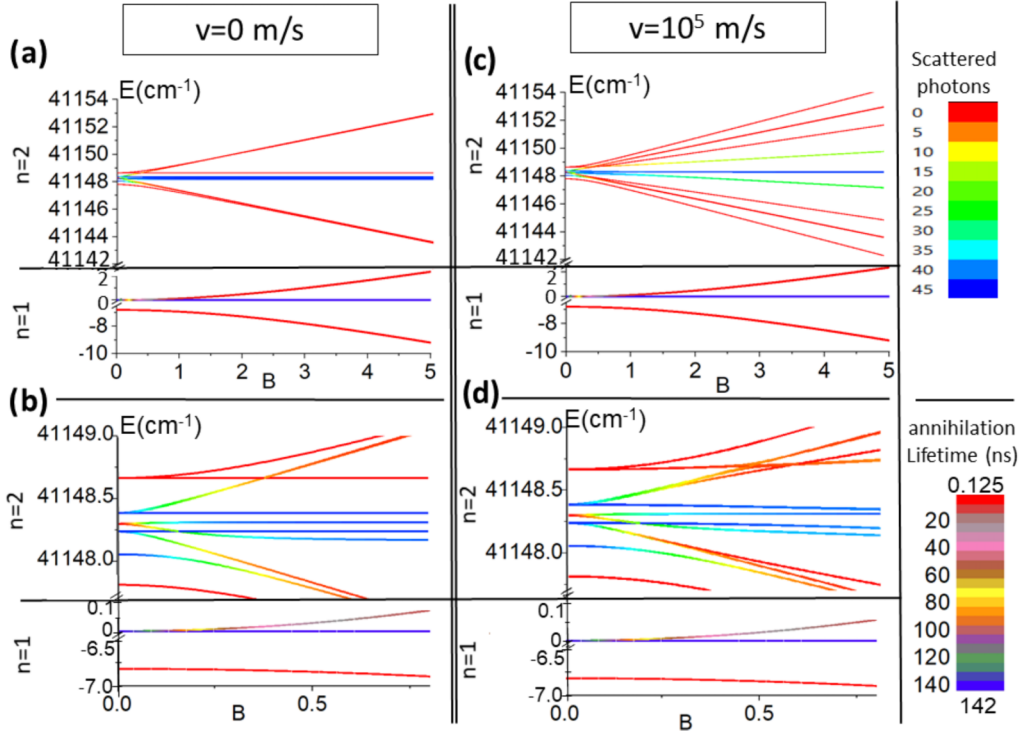 v=0 m/s
v=10⁵ m/s
(a)
E(cm⁻¹)
41154
41152
41150
41148
41146
41144
41142
n=2
2
0
-8
-10
n=1
0 1 2 3 4 5
B
(c)
E(cm⁻¹)
41154
41152
41150
41148
41146
41144
41142
n=2
2
0
-8
-10
n=1
0 1 2 3 4 5
B
Scattered
photons
0
5
10
15
20
25
30
35
40
45
(b)
E(cm⁻¹)
41149.0
41148.5
41148.0
n=2
0.1
0
-6.5
-7.0
n=1
0.0 0.5
B
(d)
E(cm⁻¹)
41149.0
41148.5
41148.0
n=2
0.1
0
-6.5
-7.0
n=1
0.0 0.5
B
annihilation
Lifetime (ns)
0.125
20
40
60
80
100
120
140
142